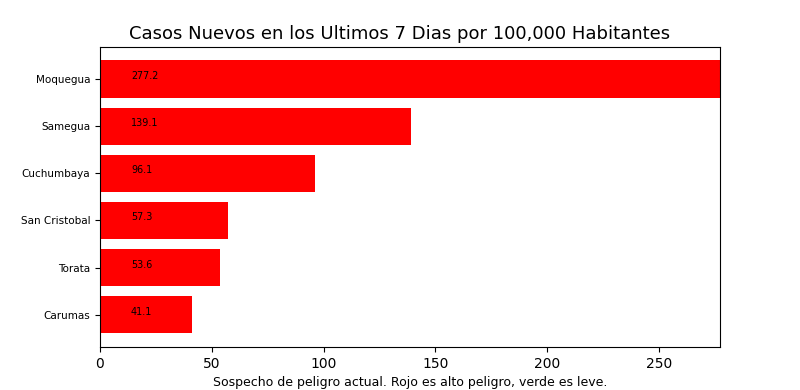 Casos Nuevos en los Ultimos 7 Dias por 100,000 Habitantes
Moquegua 277.2
Samegua 139.1
Cuchumbaya 96.1
San Cristobal 57.3
Torata 53.6
Carumas 41.1
0 50 100 150 200 250
Sospecho de peligro actual. Rojo es alto peligro, verde es leve.